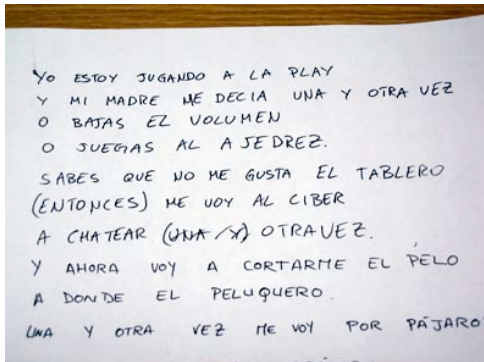 YO ESTOY JUGANDO A LA PLAY
Y MI MADRE ME DECIA UNA Y OTRA VEZ
O BAJAS EL VOLUMEN
O JUEGAS AL AJEDREZ.
SABES QUE NO ME GUSTA EL TABLERO
(ENTONCES) ME VOY AL CIBER
A CHATEAR (UNA Y) OTRA VEZ.
Y AHORA VOY A CORTARME EL PELO
A DONDE EL PELUQUERO.
UNA Y OTRA VEZ ME VOY POR PÁJARO